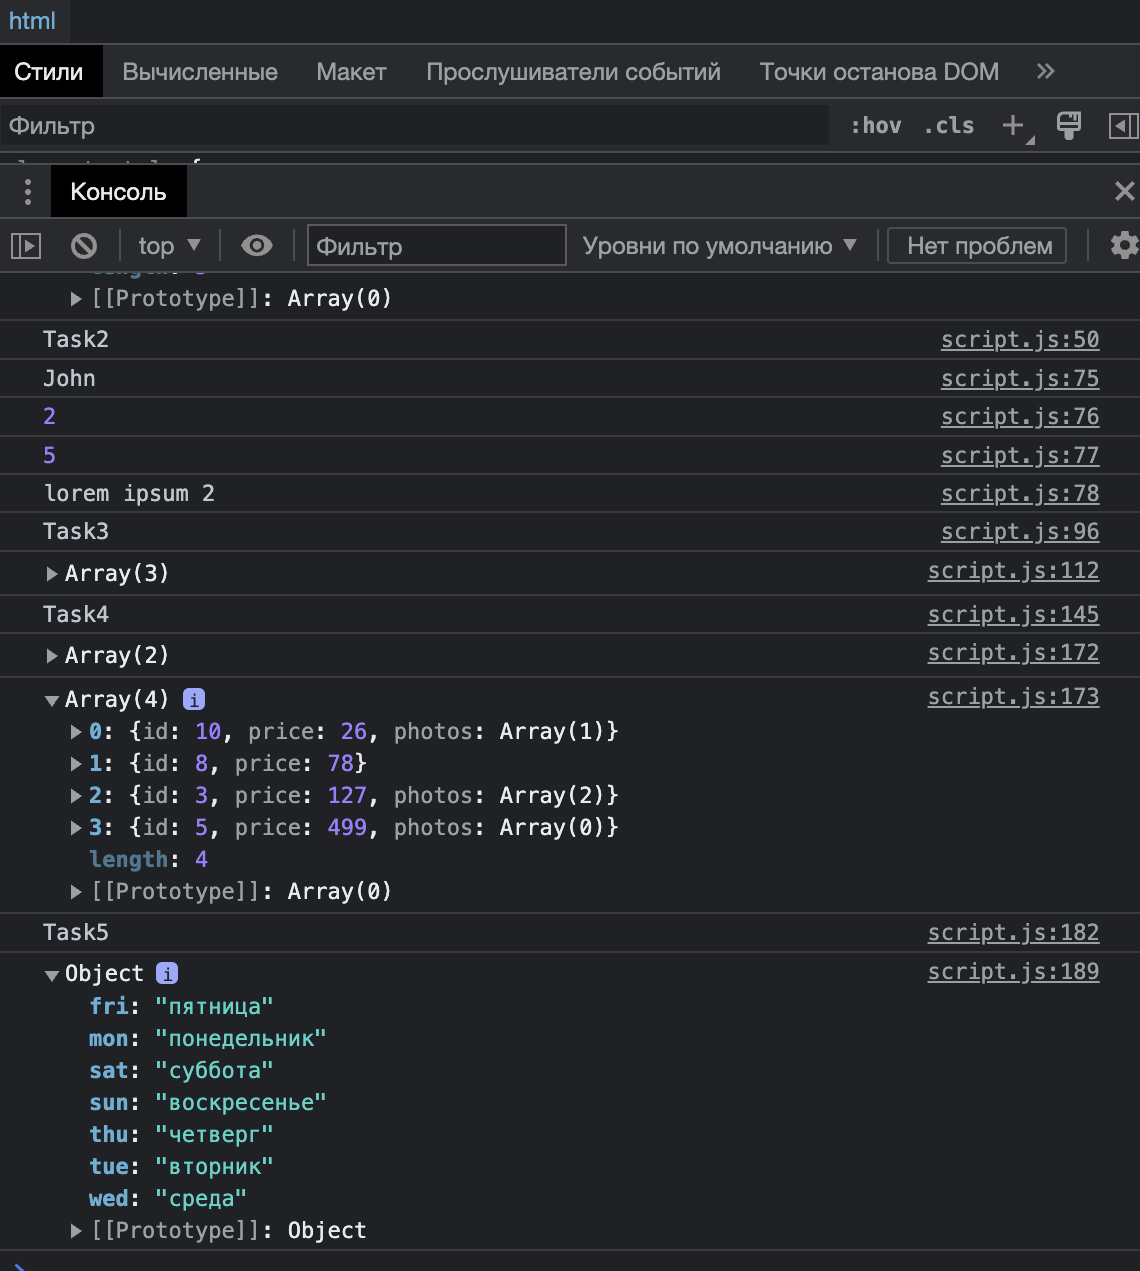 html
Стили Вычисленные Макет Прослушиватели событий Точки останова DOM »
Фильтр :hov .cls +
Консоль
top ▼ Фильтр Уровни по умолчанию ▼ Нет проблем
▶ [[Prototype]]: Array(0)
Task2 script.js:50
John script.js:75
2 script.js:76
5 script.js:77
lorem ipsum 2 script.js:78
Task3 script.js:96
▶ Array(3) script.js:112
Task4 script.js:145
▶ Array(2) script.js:172
▼ Array(4) i script.js:173
▶ 0: {id: 10, price: 26, photos: Array(1)}
▶ 1: {id: 8, price: 78}
▶ 2: {id: 3, price: 127, photos: Array(2)}
▶ 3: {id: 5, price: 499, photos: Array(0)}
length: 4
▶ [[Prototype]]: Array(0)
Task5 script.js:182
▼ Object i script.js:189
fri: "пятница"
mon: "понедельник"
sat: "суббота"
sun: "воскресенье"
thu: "четверг"
tue: "вторник"
wed: "среда"
▶ [[Prototype]]: Object